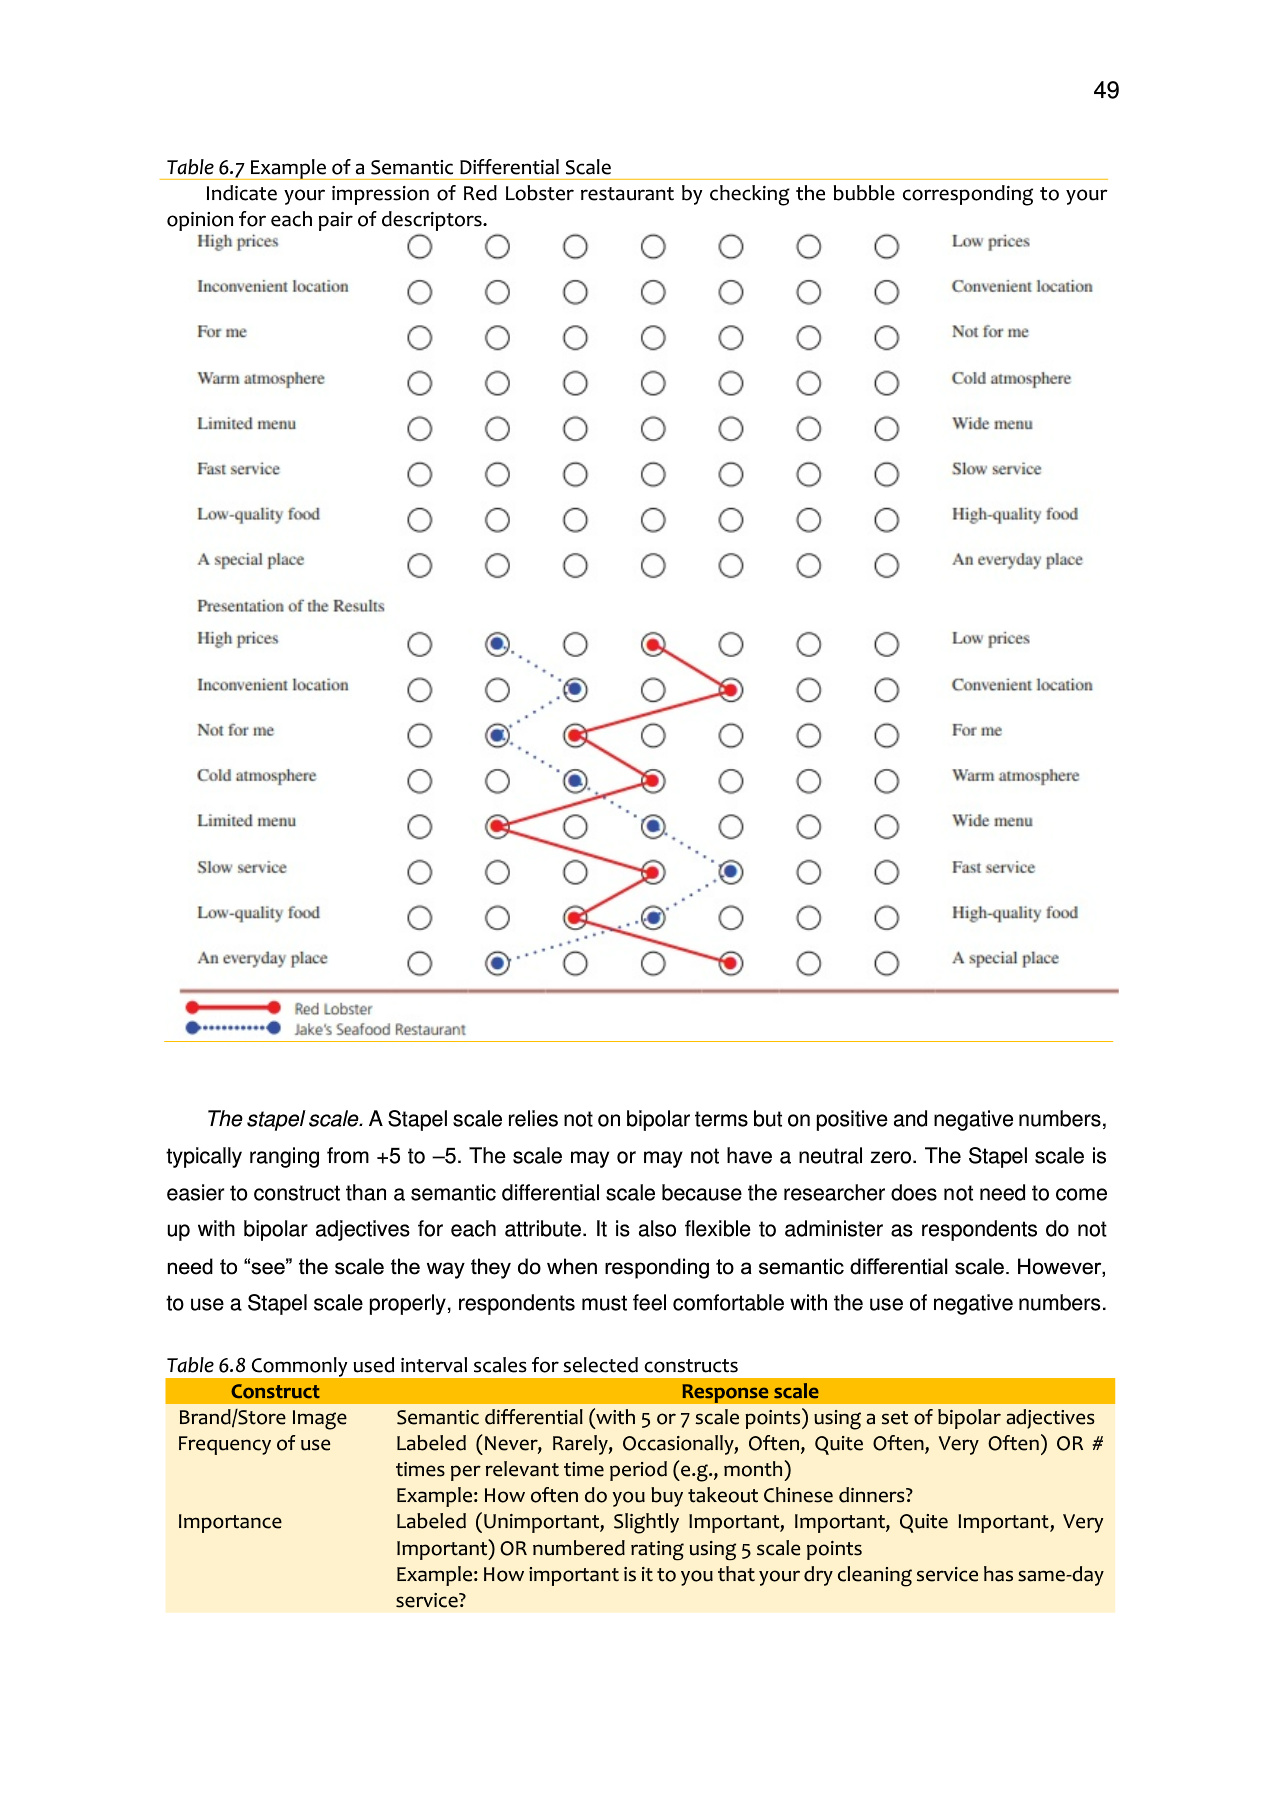 49
Table 6.7 Example of a Semantic Differential Scale
Indicate your impression of Red Lobster restaurant by checking the bubble corresponding to your
opinion for each pair of descriptors.
High prices Low prices
Inconvenient location Convenient location
For me Not for me
Warm atmosphere Cold atmosphere
Limited menu Wide menu
Fast service Slow service
Low-quality food High-quality food
A special place An everyday place
Presentation of the Results
High prices Low prices
Inconvenient location Convenient location
Not for me For me
Cold atmosphere Warm atmosphere
Limited menu Wide menu
Slow service Fast service
Low-quality food High-quality food
An everyday place A special place
Red Lobster
Jake's Seafood Restaurant
The stapel scale. A Stapel scale relies not on bipolar terms but on positive and negative numbers,
typically ranging from +5 to –5. The scale may or may not have a neutral zero. The Stapel scale is
easier to construct than a semantic differential scale because the researcher does not need to come
up with bipolar adjectives for each attribute. It is also flexible to administer as respondents do not
need to “see” the scale the way they do when responding to a semantic differential scale. However,
to use a Stapel scale properly, respondents must feel comfortable with the use of negative numbers.
Table 6.8 Commonly used interval scales for selected constructs
Construct Response scale
Brand/Store Image Semantic differential (with 5 or 7 scale points) using a set of bipolar adjectives
Frequency of use Labeled (Never, Rarely, Occasionally, Often, Quite Often, Very Often) OR #
times per relevant time period (e.g., month)
Example: How often do you buy takeout Chinese dinners?
Importance Labeled (Unimportant, Slightly Important, Important, Quite Important, Very
Important) OR numbered rating using 5 scale points
Example: How important is it to you that your dry cleaning service has same-day
service?